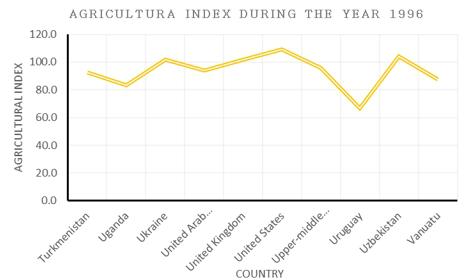 AGRICULTURA INDEX DURING THE YEAR 1996
120.0
100.0
80.0
60.0
40.0
20.0
0.0
AGRICULTURAL INDEX
Turkmenistan
Uganda
Ukraine
United Arab...
United Kingdom
United States
Upper-middle...
Uruguay
Uzbekistan
Vanuatu
COUNTRY